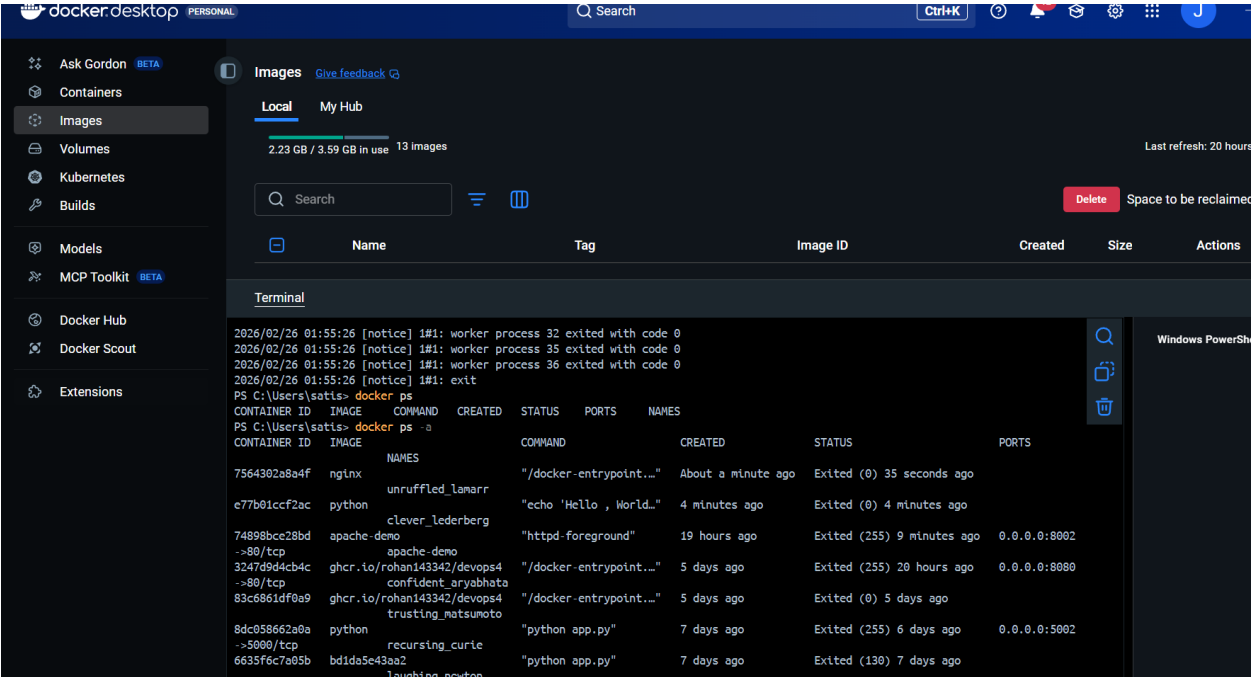 docker.desktop PERSONAL
Search
Ctrl+K
J
Ask Gordon BETA
Containers
Images
Volumes
Kubernetes
Builds
Models
MCP Toolkit BETA
Docker Hub
Docker Scout
Extensions
Images Give feedback
Local My Hub
2.23 GB / 3.59 GB in use 13 images
Last refresh: 20 hours
Search
Delete Space to be reclaimed
Name Tag Image ID Created Size Actions
Terminal
2026/02/26 01:55:26 [notice] 1#1: worker process 32 exited with code 0
2026/02/26 01:55:26 [notice] 1#1: worker process 35 exited with code 0
2026/02/26 01:55:26 [notice] 1#1: worker process 36 exited with code 0
2026/02/26 01:55:26 [notice] 1#1: exit
PS C:\Users\satis> docker ps
CONTAINER ID IMAGE COMMAND CREATED STATUS PORTS NAMES
PS C:\Users\satis> docker ps -a
CONTAINER ID IMAGE COMMAND CREATED STATUS PORTS
NAMES
7564302a8a4f nginx "/docker-entrypoint.…" About a minute ago Exited (0) 35 seconds ago
unruffled_lamarr
e77b01ccf2ac python "echo 'Hello , World…" 4 minutes ago Exited (0) 4 minutes ago
clever_lederberg
74898bce28bd apache-demo "httpd-foreground" 19 hours ago Exited (255) 9 minutes ago 0.0.0.0:8002
->80/tcp apache-demo
3247d9d4cb4c ghcr.io/rohan143342/devops4 "/docker-entrypoint.…" 5 days ago Exited (255) 20 hours ago 0.0.0.0:8080
->80/tcp confident_aryabhata
83c6861df0a9 ghcr.io/rohan143342/devops4 "/docker-entrypoint.…" 5 days ago Exited (0) 5 days ago
trusting_matsumoto
8dc058662a0a python "python app.py" 7 days ago Exited (255) 6 days ago 0.0.0.0:5002
->5000/tcp recursing_curie
6635f6c7a05b bd1da5e43aa2 "python app.py" 7 days ago Exited (130) 7 days ago
laughing_newton
Windows PowerShe